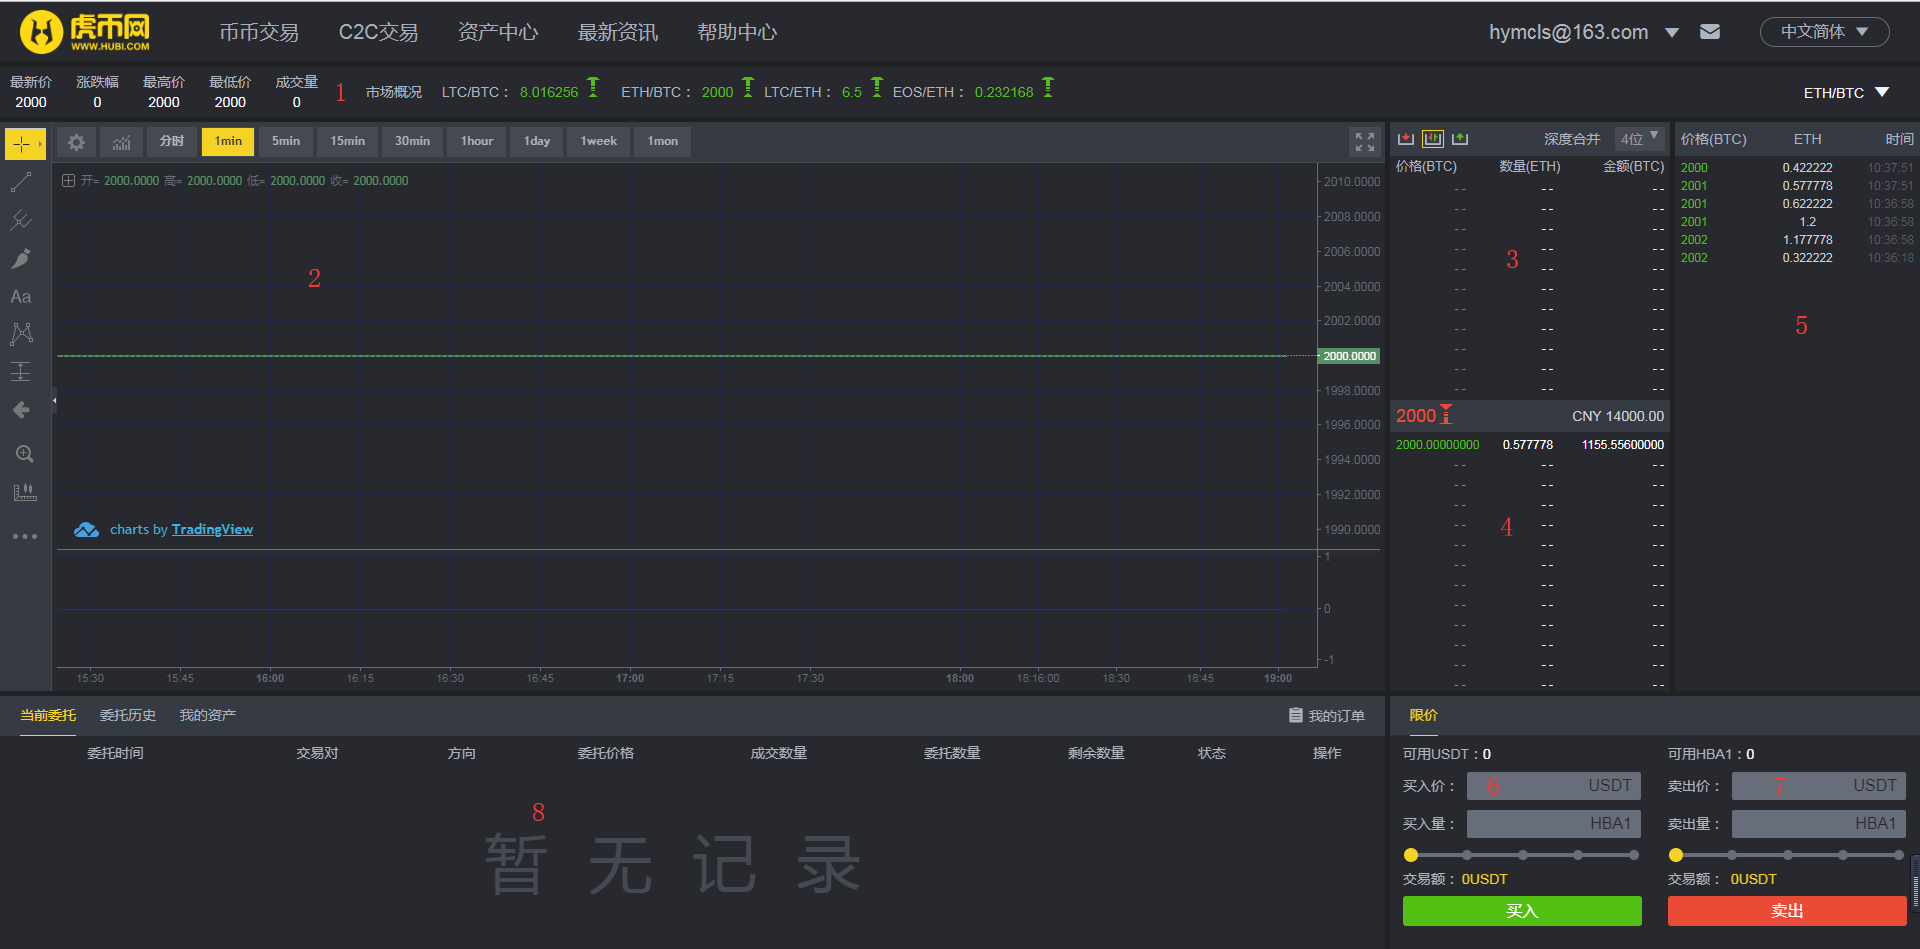 虎币网
WWW.HUBI.COM
币币交易 C2C交易 资产中心 最新资讯 帮助中心
hymcls@163.com
中文简体
最新价 涨跌幅 最高价 最低价 成交量
2000 0 2000 2000 0
1
市场概况 LTC/BTC： 8.016256 ETH/BTC： 2000 LTC/ETH： 6.5 EOS/ETH： 0.232168
ETH/BTC
分时 1min 5min 15min 30min 1hour 1day 1week 1mon
开= 2000.0000 高= 2000.0000 低= 2000.0000 收= 2000.0000
Aa
2
2010.0000
2008.0000
2006.0000
2004.0000
2002.0000
2000.0000
1998.0000
1996.0000
1994.0000
1992.0000
1990.0000
1
0
-1
charts by TradingView
15:30 15:45 16:00 16:15 16:30 16:45 17:00 17:15 17:30 18:00 18:16:00 18:30 18:45 19:00
深度合并 4位
价格(BTC) 数量(ETH) 金额(BTC)
-- -- --
-- -- --
-- -- --
-- -- --
-- -- --
-- -- --
-- -- --
-- -- --
-- -- --
-- -- --
-- -- --
3
2000 CNY 14000.00
2000.00000000 0.577778 1155.55600000
-- -- --
-- -- --
-- -- --
-- -- --
-- -- --
-- -- --
-- -- --
-- -- --
-- -- --
-- -- --
-- -- --
-- -- --
4
价格(BTC) ETH 时间
2000 0.422222 10:37:51
2001 0.577778 10:37:51
2001 0.622222 10:36:58
2001 1.2 10:36:58
2002 1.177778 10:36:58
2002 0.322222 10:36:18
5
当前委托 委托历史 我的资产
我的订单
委托时间 交易对 方向 委托价格 成交数量 委托数量 剩余数量 状态 操作
8
暂无记录
限价
可用USDT：0
买入价： 6 USDT
买入量： HBA1
交易额： 0USDT
买入
可用HBA1：0
卖出价： 7 USDT
卖出量： HBA1
交易额： 0USDT
卖出